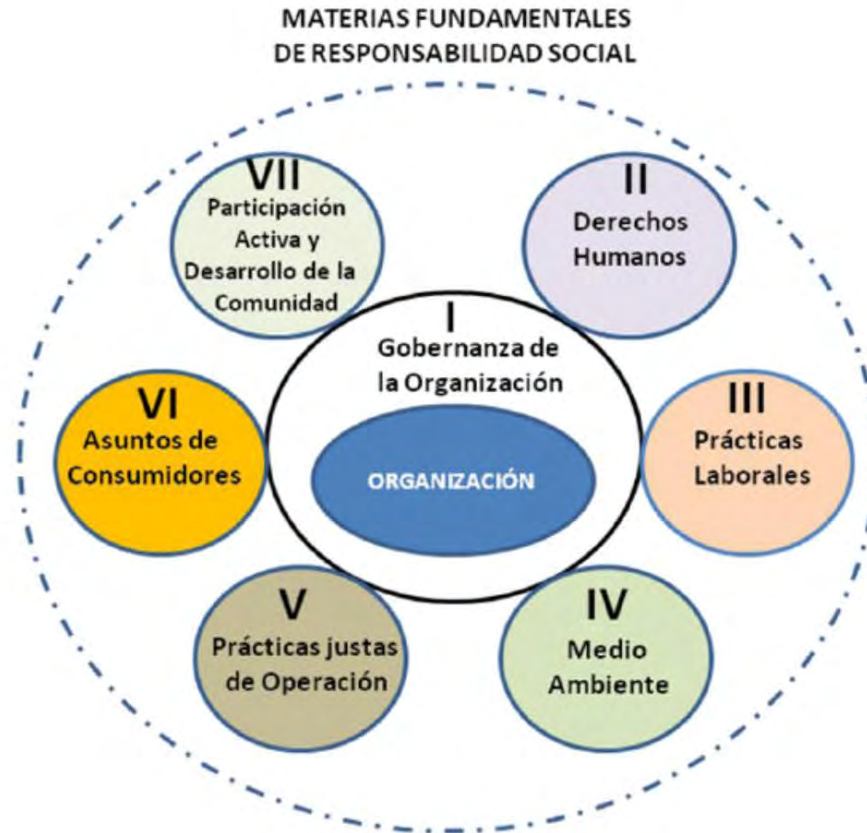 MATERIAS FUNDAMENTALES
DE RESPONSABILIDAD SOCIAL
I
Gobernanza de
la Organización
ORGANIZACIÓN
II
Derechos
Humanos
III
Prácticas
Laborales
IV
Medio
Ambiente
V
Prácticas justas
de Operación
VI
Asuntos de
Consumidores
VII
Participación
Activa y
Desarrollo de la
Comunidad